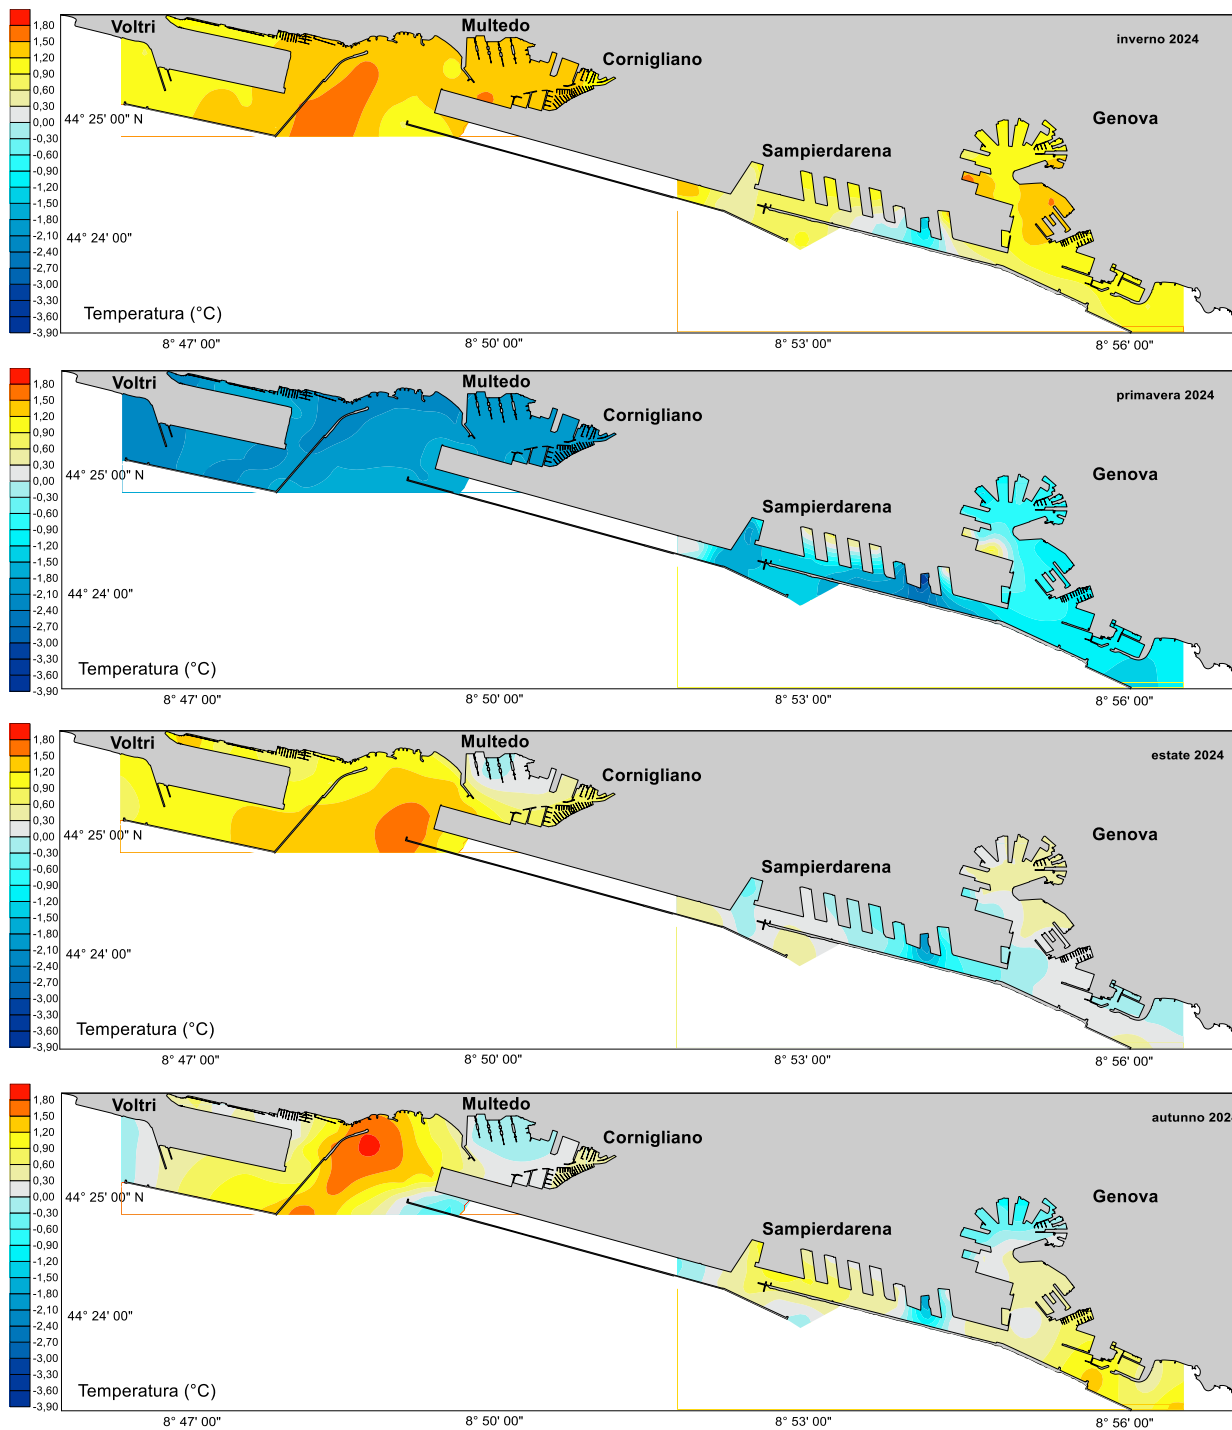 Voltri
Multedo
Cornigliano
inverno 2024
Genova
Sampierdarena
1,80
1,50
1,20
0,90
0,60
0,30
0,00
-0,30
-0,60
-0,90
-1,20
-1,50
-1,80
-2,10
-2,40
-2,70
-3,00
-3,30
-3,60
-3,90
44° 25' 00" N
44° 24' 00"
Temperatura (°C)
8° 47' 00"
8° 50' 00"
8° 53' 00"
8° 56' 00"
Voltri
Multedo
Cornigliano
primavera 2024
Genova
Sampierdarena
1,80
1,50
1,20
0,90
0,60
0,30
0,00
-0,30
-0,60
-0,90
-1,20
-1,50
-1,80
-2,10
-2,40
-2,70
-3,00
-3,30
-3,60
-3,90
44° 25' 00" N
44° 24' 00"
Temperatura (°C)
8° 47' 00"
8° 50' 00"
8° 53' 00"
8° 56' 00"
Voltri
Multedo
Cornigliano
estate 2024
Genova
Sampierdarena
1,80
1,50
1,20
0,90
0,60
0,30
0,00
-0,30
-0,60
-0,90
-1,20
-1,50
-1,80
-2,10
-2,40
-2,70
-3,00
-3,30
-3,60
-3,90
44° 25' 00" N
44° 24' 00"
Temperatura (°C)
8° 47' 00"
8° 50' 00"
8° 53' 00"
8° 56' 00"
Voltri
Multedo
Cornigliano
autunno 202
Genova
Sampierdarena
1,80
1,50
1,20
0,90
0,60
0,30
0,00
-0,30
-0,60
-0,90
-1,20
-1,50
-1,80
-2,10
-2,40
-2,70
-3,00
-3,30
-3,60
-3,90
44° 25' 00" N
44° 24' 00"
Temperatura (°C)
8° 47' 00"
8° 50' 00"
8° 53' 00"
8° 56' 00"